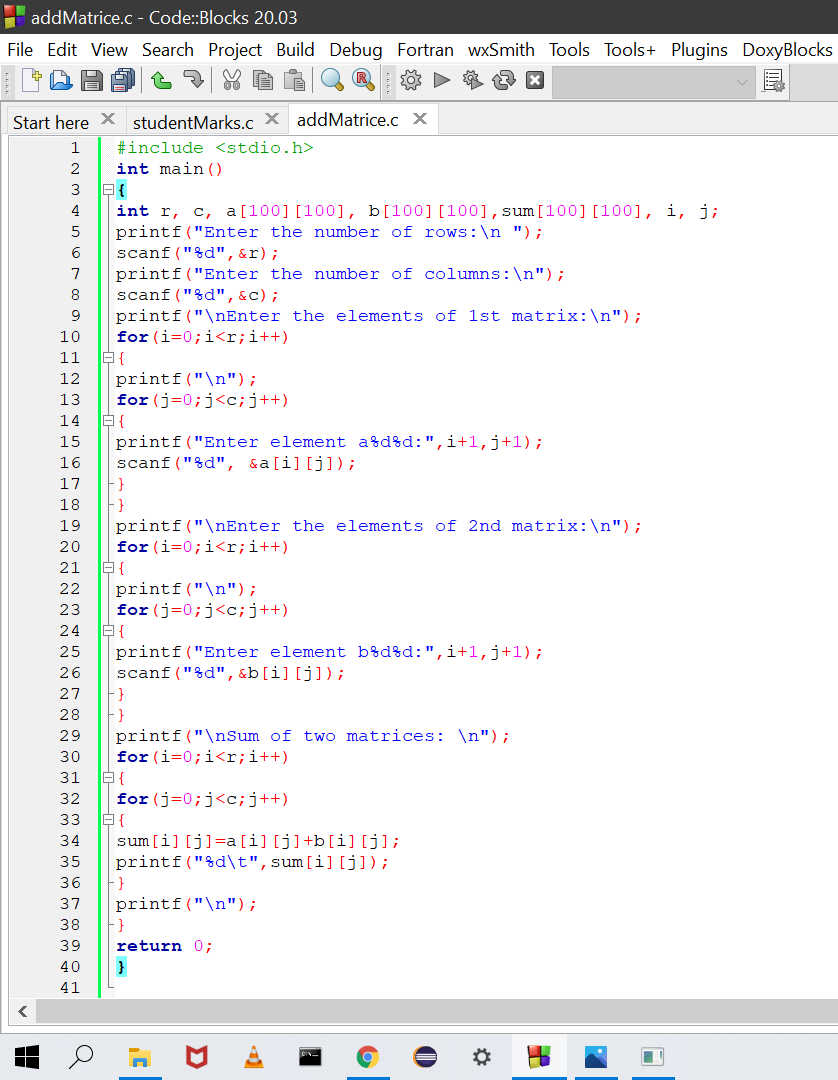 addMatrice.c - Code::Blocks 20.03
File Edit View Search Project Build Debug Fortran wxSmith Tools Tools+ Plugins DoxyBlocks
Start here studentMarks.c addMatrice.c
1 #include <stdio.h>
2 int main()
3 {
4 int r, c, a[100][100], b[100][100],sum[100][100], i, j;
5 printf("Enter the number of rows:\n ");
6 scanf("%d",&r);
7 printf("Enter the number of columns:\n");
8 scanf("%d",&c);
9 printf("\nEnter the elements of 1st matrix:\n");
10 for(i=0;i<r;i++)
11 {
12 printf("\n");
13 for(j=0;j<c;j++)
14 {
15 printf("Enter element a%d%d:",i+1,j+1);
16 scanf("%d", &a[i][j]);
17 }
18 }
19 printf("\nEnter the elements of 2nd matrix:\n");
20 for(i=0;i<r;i++)
21 {
22 printf("\n");
23 for(j=0;j<c;j++)
24 {
25 printf("Enter element b%d%d:",i+1,j+1);
26 scanf("%d",&b[i][j]);
27 }
28 }
29 printf("\nSum of two matrices: \n");
30 for(i=0;i<r;i++)
31 {
32 for(j=0;j<c;j++)
33 {
34 sum[i][j]=a[i][j]+b[i][j];
35 printf("%d\t",sum[i][j]);
36 }
37 printf("\n");
38 }
39 return 0;
40 }
41